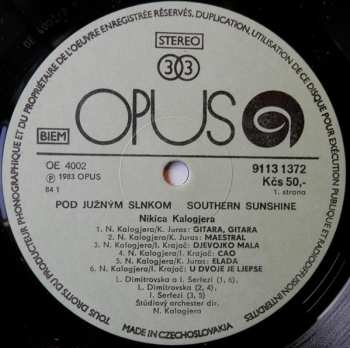 TOUS DROITS DU PRODUCTEUR PHONOGRAPHIQUE ET DU PROPRIÉTAIRE DE L'OEUVRE ENREGISTRÉE RÉSERVÉS. DUPLICATION, UTILISATION DE CE DISQUE POUR EXÉCUTION PUBLIQUE ET RADIODIFFUSION INTERDITES
STEREO
33
OPUS
BIEM
OE 4002
℗ 1983 OPUS
84 1
9113 1372
Kčs 50,-
1. strana
POD JUŽNÝM SLNKOM SOUTHERN SUNSHINE
Nikica Kalogjera
1. N. Kalogjera/K. Juras: GITARA, GITARA
2. N. Kalogjera/K. Juras: MAESTRAL
3. N. Kalogjera/I. Krajač: DJEVOJKO MALA
4. N. Kalogjera/I. Krajač: CAO
5. N. Kalogjera/K. Juras: ELADA
6. N. Kalogjera/I. Krajač: U DVOJE JE LJEPSE
L. Dimitrovska a I. Serfezi (1, 6),
L. Dimitrovska (2, 4),
I. Serfezi (3, 5)
Štúdiový orchester dir.
N. Kalogjera
MADE IN CZECHOSLOVAKIA